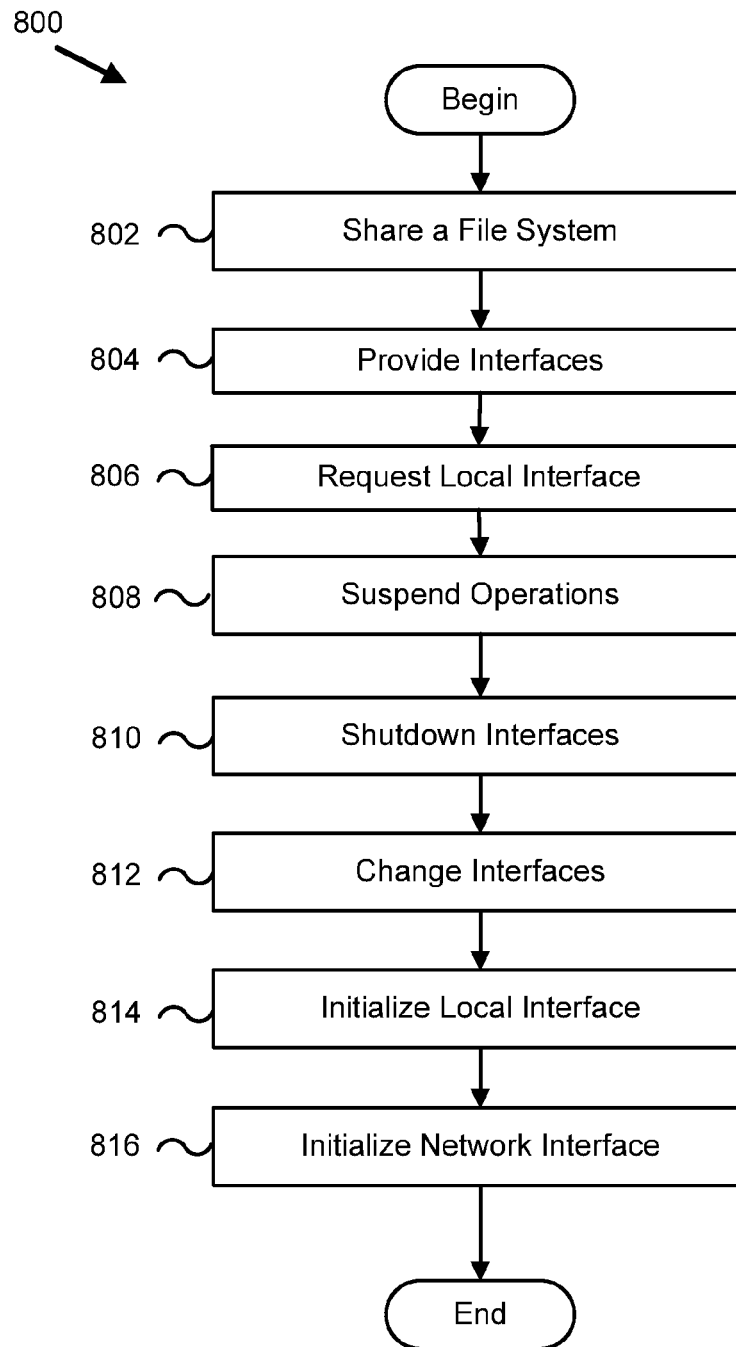 800
Begin
802 Share a File System
804 Provide Interfaces
806 Request Local Interface
808 Suspend Operations
810 Shutdown Interfaces
812 Change Interfaces
814 Initialize Local Interface
816 Initialize Network Interface
End